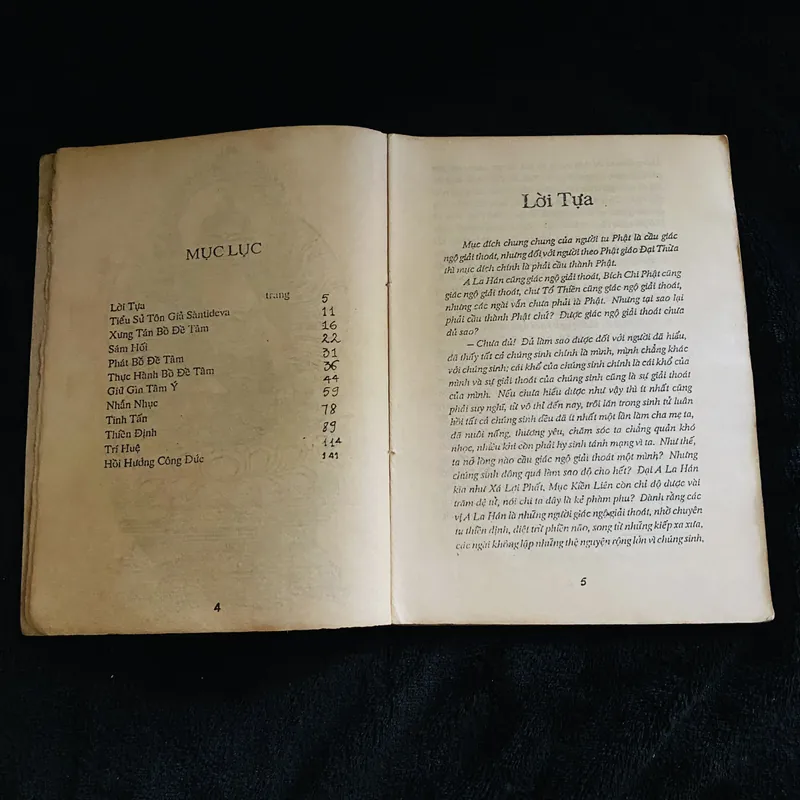 MỤC LỤC
trang
Lời Tựa 5
Tiểu Sử Tôn Giả Sàntideva 11
Xưng Tán Bồ Đề Tâm 16
Sám Hối 22
Phát Bồ Đề Tâm 31
Thực Hành Bồ Đề Tâm 36
Giữ Gìn Tâm Ý 44
Nhẫn Nhục 59
Tinh Tấn 78
Thiền Định 89
Trí Huệ 114
Hồi Hướng Công Đức 141
4
Lời Tựa
Mục đích chung chung của người tu Phật là cầu giác
ngộ giải thoát, nhưng đối với người theo Phật giáo Đại Thừa
thì mục đích chính là phải cầu thành Phật.
A La Hán cũng giác ngộ giải thoát, Bích Chi Phật cũng
giác ngộ giải thoát, chư Tổ Thiền cũng giác ngộ giải thoát,
nhưng các ngài vẫn chưa phải là Phật. Nhưng tại sao lại
phải cầu thành Phật chứ? Được giác ngộ giải thoát chưa
đủ sao?
— Chưa đủ! Đủ làm sao được đối với người đã hiểu,
đã thấy tất cả chúng sinh chính là mình, mình chẳng khác
với chúng sinh; cái khổ của chúng sinh chính là cái khổ của
mình và sự giải thoát của chúng sinh cũng là sự giải thoát
của mình. Nếu chưa hiểu được như vậy thì ít nhất cũng
phải suy nghĩ, từ vô thỉ đến nay, trôi lăn trong sinh tử luân
hồi tất cả chúng sinh đều đã ít nhất một lần làm cha mẹ ta,
đã nuôi nấng, thương yêu, chăm sóc ta chẳng quản khó
nhọc, nhiều khi còn phải hy sinh tánh mạng vì ta. Như thế,
ta nỡ lòng nào cầu giác ngộ giải thoát một mình? Nhưng
chúng sinh đông quá làm sao độ cho hết? Đại A La Hán
kia như Xá Lợi Phất, Mục Kiền Liên còn chỉ độ được vài
trăm đệ tử, nói chi ta đây là kẻ phàm phu? Dành rằng các
vị A La Hán là những người giác ngộ giải thoát, nhờ chuyên
tu thiền định, diệt trừ phiền não, song từ những kiếp xa xưa,
các ngài không lập những thệ nguyện rộng lớn vì chúng sinh,
5